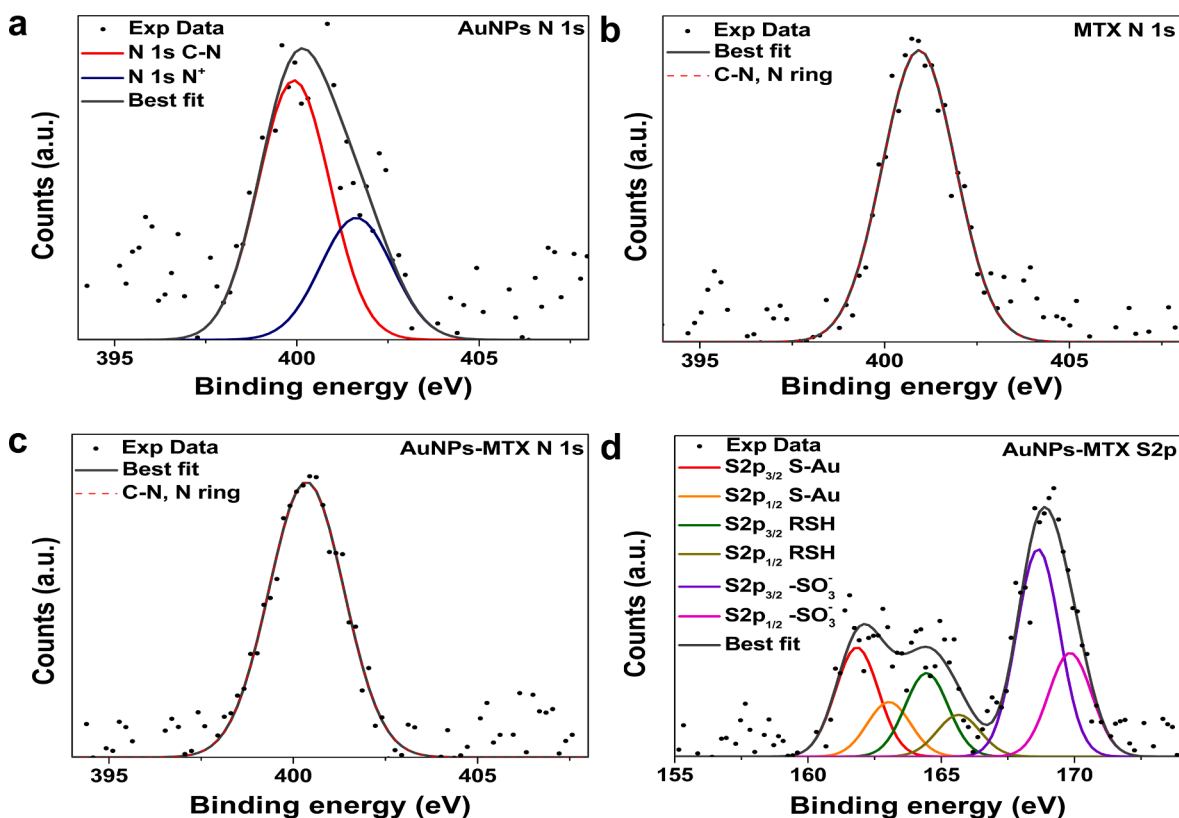 a
Exp Data
N 1s C-N
N 1s N⁺
Best fit
AuNPs N 1s
Counts (a.u.)
395 400 405
Binding energy (eV)
b
Exp Data
Best fit
C-N, N ring
MTX N 1s
Counts (a.u.)
395 400 405
Binding energy (eV)
c
Exp Data
Best fit
C-N, N ring
AuNPs-MTX N 1s
Counts (a.u.)
395 400 405
Binding energy (eV)
d
Exp Data
S2p₃/₂ S-Au
S2p₁/₂ S-Au
S2p₃/₂ RSH
S2p₁/₂ RSH
S2p₃/₂ -SO₃⁻
S2p₁/₂ -SO₃⁻
Best fit
AuNPs-MTX S2p
Counts (a.u.)
155 160 165 170
Binding energy (eV)